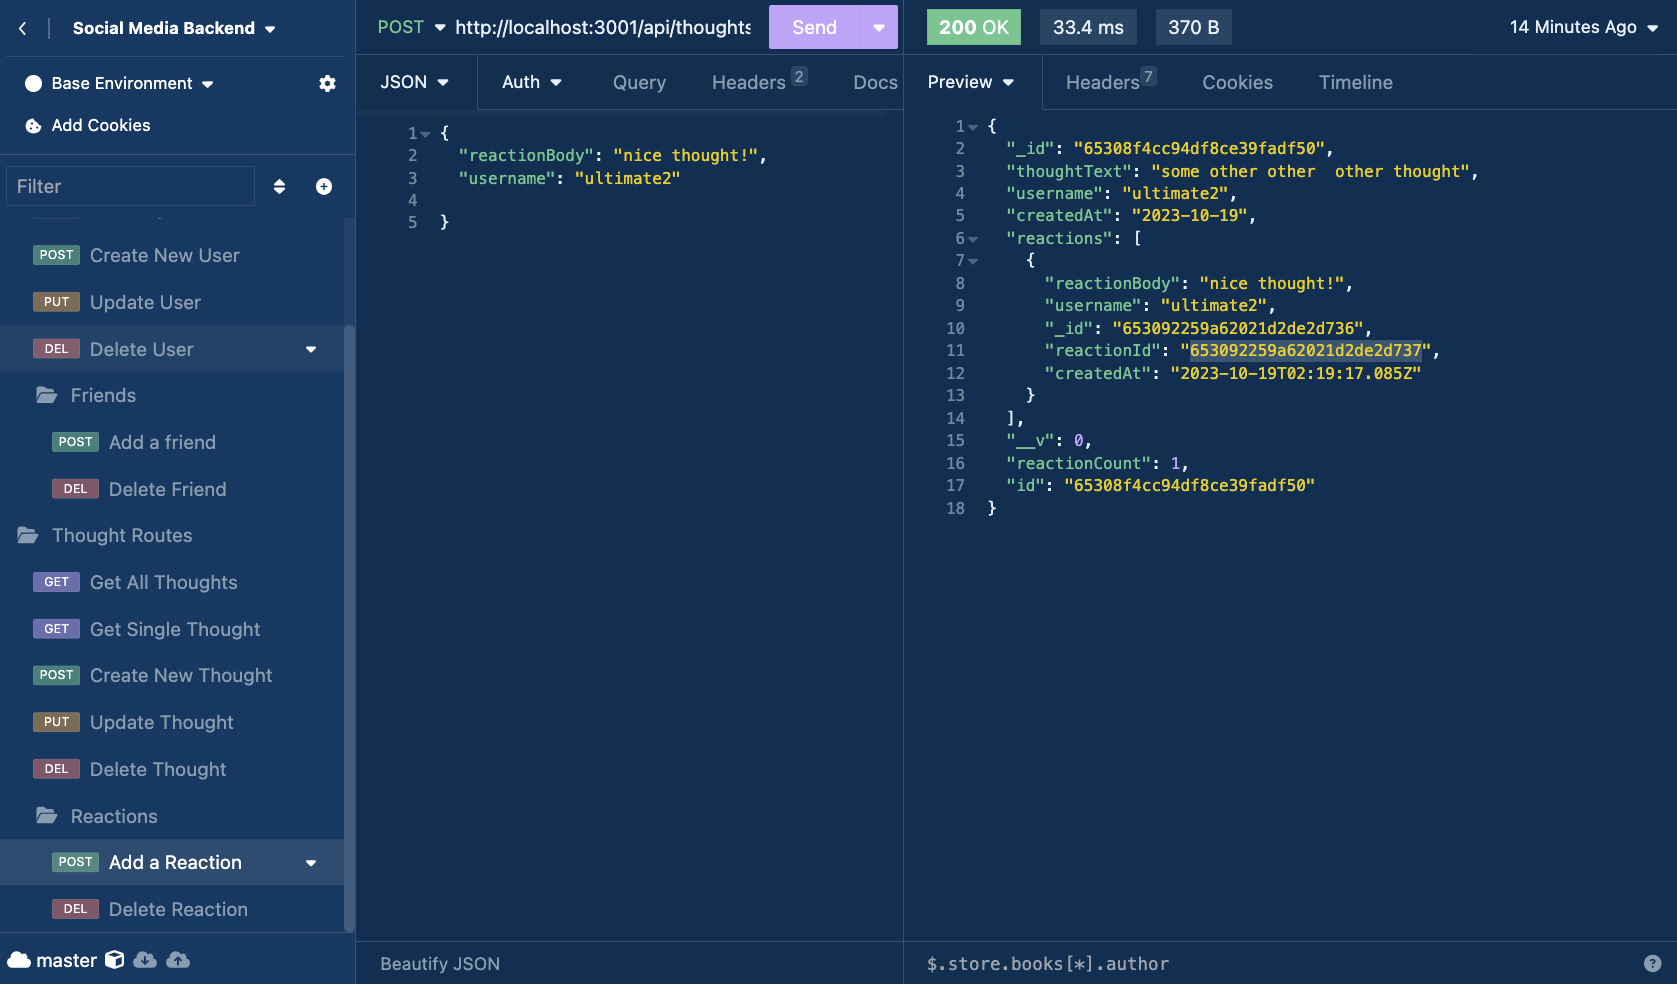 Social Media Backend
Base Environment
Add Cookies
Filter
POST Create New User
PUT Update User
DEL Delete User
Friends
POST Add a friend
DEL Delete Friend
Thought Routes
GET Get All Thoughts
GET Get Single Thought
POST Create New Thought
PUT Update Thought
DEL Delete Thought
Reactions
POST Add a Reaction
DEL Delete Reaction
master
POST http://localhost:3001/api/thoughts Send
JSON Auth Query Headers 2 Docs
1 {
2 "reactionBody": "nice thought!",
3 "username": "ultimate2"
4
5 }
Beautify JSON
200 OK 33.4 ms 370 B 14 Minutes Ago
Preview Headers 7 Cookies Timeline
1 {
2 "_id": "65308f4cc94df8ce39fadf50",
3 "thoughtText": "some other other  other thought",
4 "username": "ultimate2",
5 "createdAt": "2023-10-19",
6 "reactions": [
7 {
8 "reactionBody": "nice thought!",
9 "username": "ultimate2",
10 "_id": "653092259a62021d2de2d736",
11 "reactionId": "653092259a62021d2de2d737",
12 "createdAt": "2023-10-19T02:19:17.085Z"
13 }
14 ],
15 "__v": 0,
16 "reactionCount": 1,
17 "id": "65308f4cc94df8ce39fadf50"
18 }
$.store.books[*].author
?